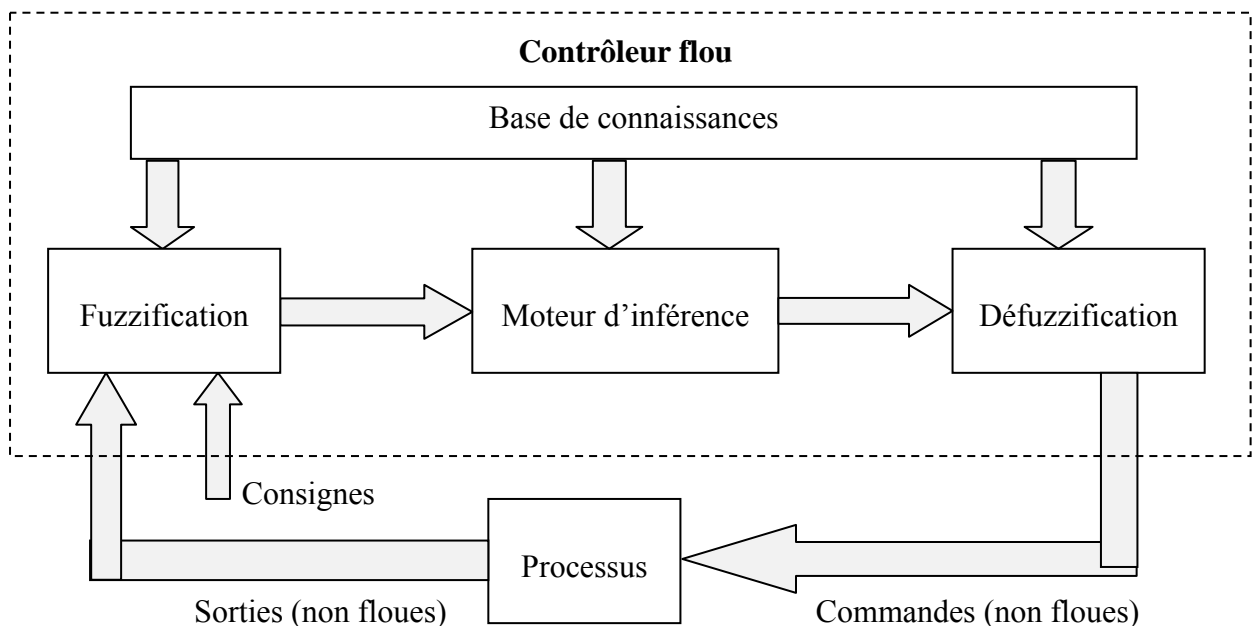 Contrôleur flou
Base de connaissances
Fuzzification
Moteur d’inférence
Défuzzification
Consignes
Processus
Sorties (non floues)
Commandes (non floues)